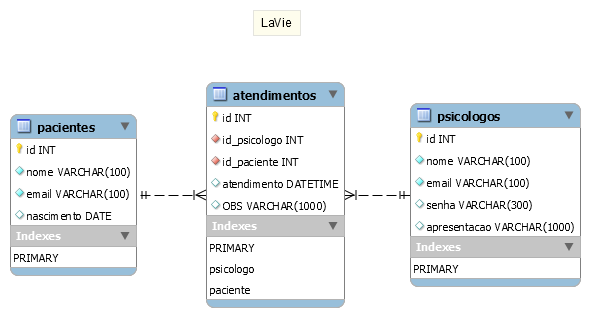 LaVie
pacientes
id INT
nome VARCHAR(100)
email VARCHAR(100)
nascimento DATE
Indexes
PRIMARY
atendimentos
id INT
id_psicologo INT
id_paciente INT
atendimento DATETIME
OBS VARCHAR(1000)
Indexes
PRIMARY
psicologo
paciente
psicologos
id INT
nome VARCHAR(100)
email VARCHAR(100)
senha VARCHAR(300)
apresentacao VARCHAR(1000)
Indexes
PRIMARY